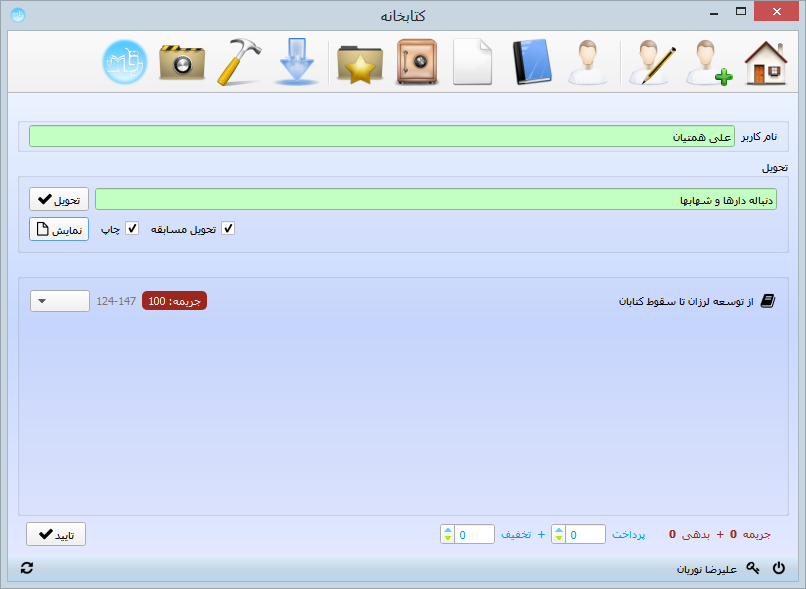 کتابخانه
نام کاربر علی همتیان
تحویل
دنباله دارها و شهابها تحویل
تحویل مسابقه چاپ نمایش
از توسعه لرزان تا سقوط کتابان جریمه: 100 124-147
جریمه 0 + بدهی 0 پرداخت 0 + تخفیف 0 تایید
علیرضا نوریان